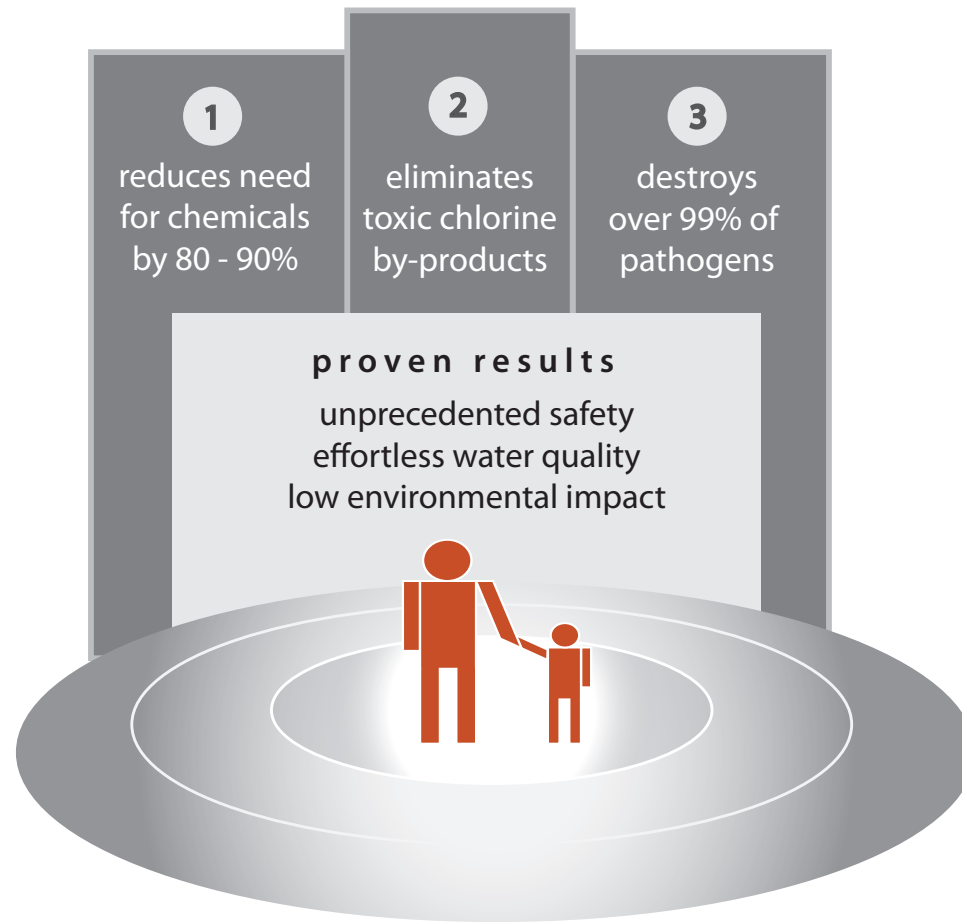 1
reduces need
for chemicals
by 80 - 90%
2
eliminates
toxic chlorine
by-products
3
destroys
over 99% of
pathogens
proven results
unprecedented safety
effortless water quality
low environmental impact